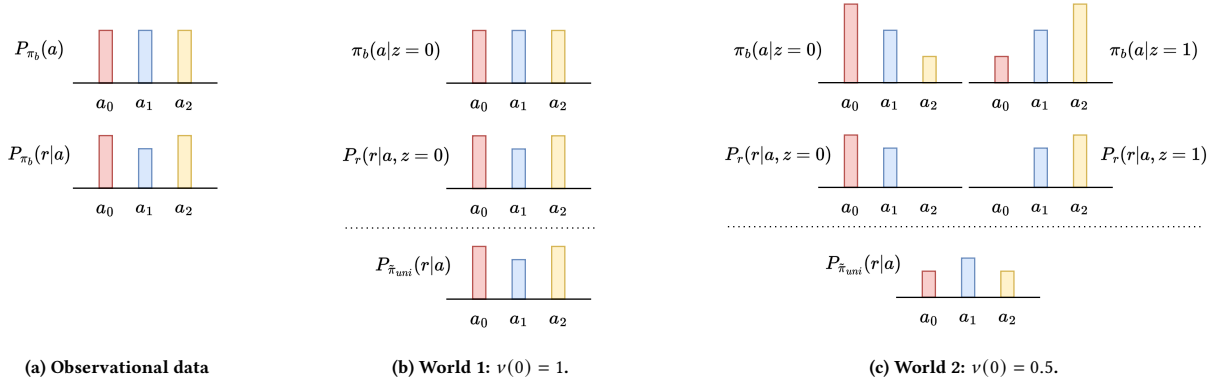 P_{π_b}(a)
a_0 a_1 a_2
P_{π_b}(r|a)
a_0 a_1 a_2
(a) Observational data
π_b(a|z = 0)
a_0 a_1 a_2
P_r(r|a, z = 0)
a_0 a_1 a_2
P_{π̃_{uni}}(r|a)
a_0 a_1 a_2
(b) World 1: ν(0) = 1.
π_b(a|z = 0) π_b(a|z = 1)
a_0 a_1 a_2 a_0 a_1 a_2
P_r(r|a, z = 0) P_r(r|a, z = 1)
a_0 a_1 a_2 a_0 a_1 a_2
P_{π̃_{uni}}(r|a)
a_0 a_1 a_2
(c) World 2: ν(0) = 0.5.